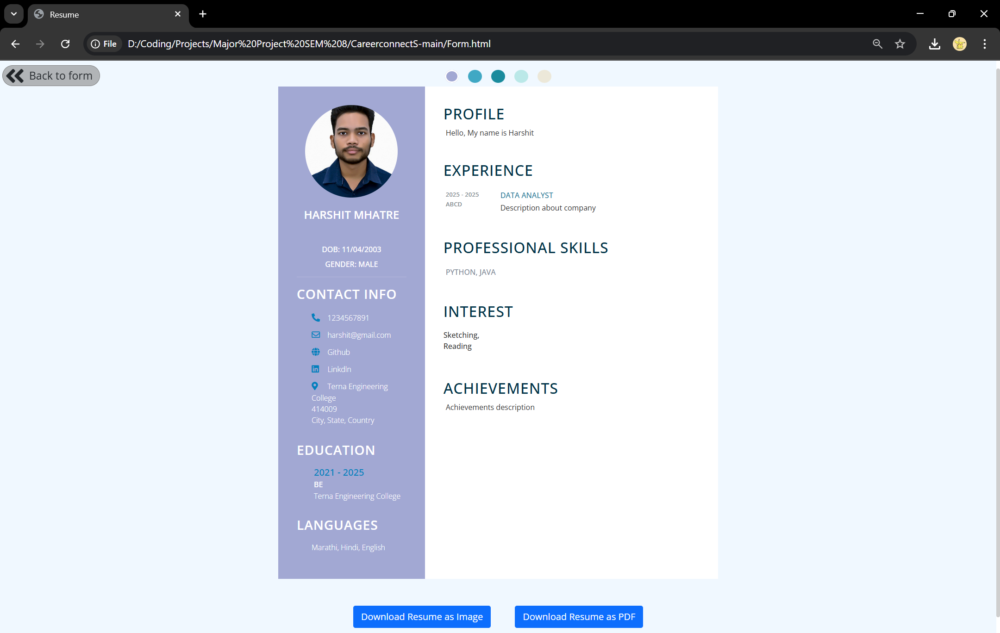 Resume
File
D:/Coding/Projects/Major%20Project%20SEM%208/CareerconnectS-main/Form.html
Back to form
HARSHIT MHATRE
DOB: 11/04/2003
GENDER: MALE
CONTACT INFO
1234567891
harshit@gmail.com
Github
Linkdln
Terna Engineering
College
414009
City, State, Country
EDUCATION
2021 - 2025
BE
Terna Engineering College
LANGUAGES
Marathi, Hindi, English
PROFILE
Hello, My name is Harshit
EXPERIENCE
2025 - 2025
ABCD
DATA ANALYST
Description about company
PROFESSIONAL SKILLS
PYTHON, JAVA
INTEREST
Sketching,
Reading
ACHIEVEMENTS
Achievements description
Download Resume as Image
Download Resume as PDF